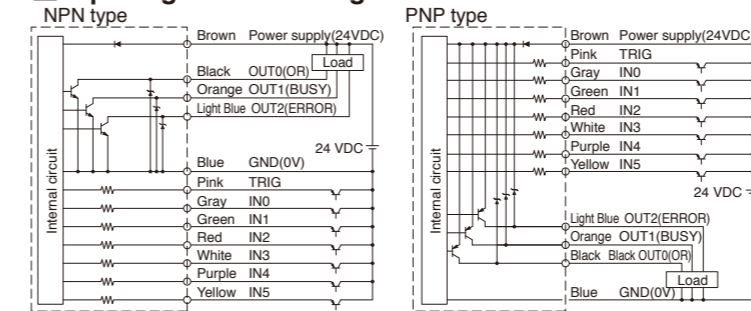 NPN type
Brown Power supply(24VDC)
Load
Black OUT0(OR)
Orange OUT1(BUSY)
Light Blue OUT2(ERROR)
24 VDC
Blue GND(0V)
Pink TRIG
Gray IN0
Green IN1
Red IN2
White IN3
Purple IN4
Yellow IN5
Internal circuit
PNP type
Brown Power supply(24VDC)
Pink TRIG
Gray IN0
Green IN1
Red IN2
White IN3
Purple IN4
Yellow IN5
24 VDC
Internal circuit
Light Blue OUT2(ERROR)
Orange OUT1(BUSY)
Black Black OUT0(OR)
Load
Blue GND(0V)